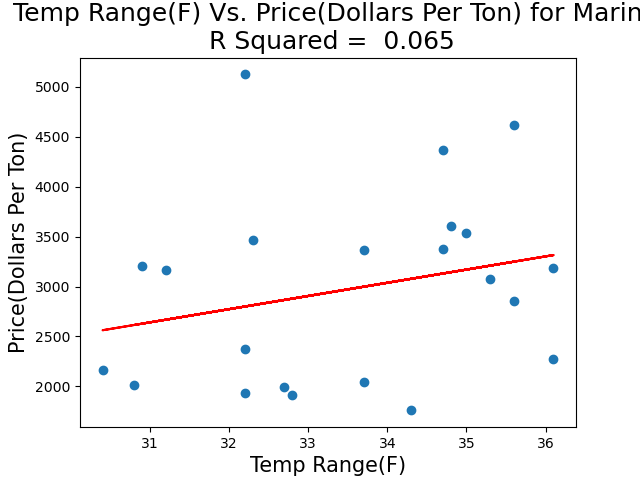 Temp Range(F) Vs. Price(Dollars Per Ton) for Marin
R Squared =  0.065
Price(Dollars Per Ton)
5000
4500
4000
3500
3000
2500
2000
31 32 33 34 35 36
Temp Range(F)